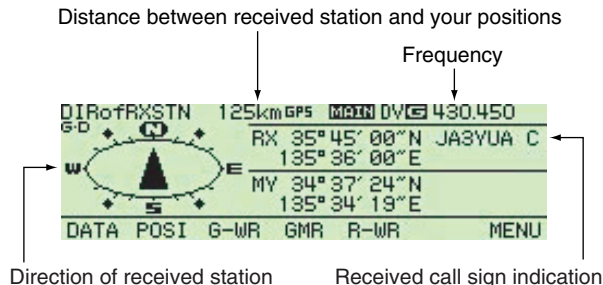 Distance between received station and your positions
Frequency
DIRofRXSTN 125km GPS MAIN DV G 430.450
G-D
N
RX 35°45′00″N JA3YUA C
135°36′00″E
W E
MY 34°37′24″N
135°34′19″E
S
DATA POSI G-WR GMR R-WR MENU
Direction of received station Received call sign indication